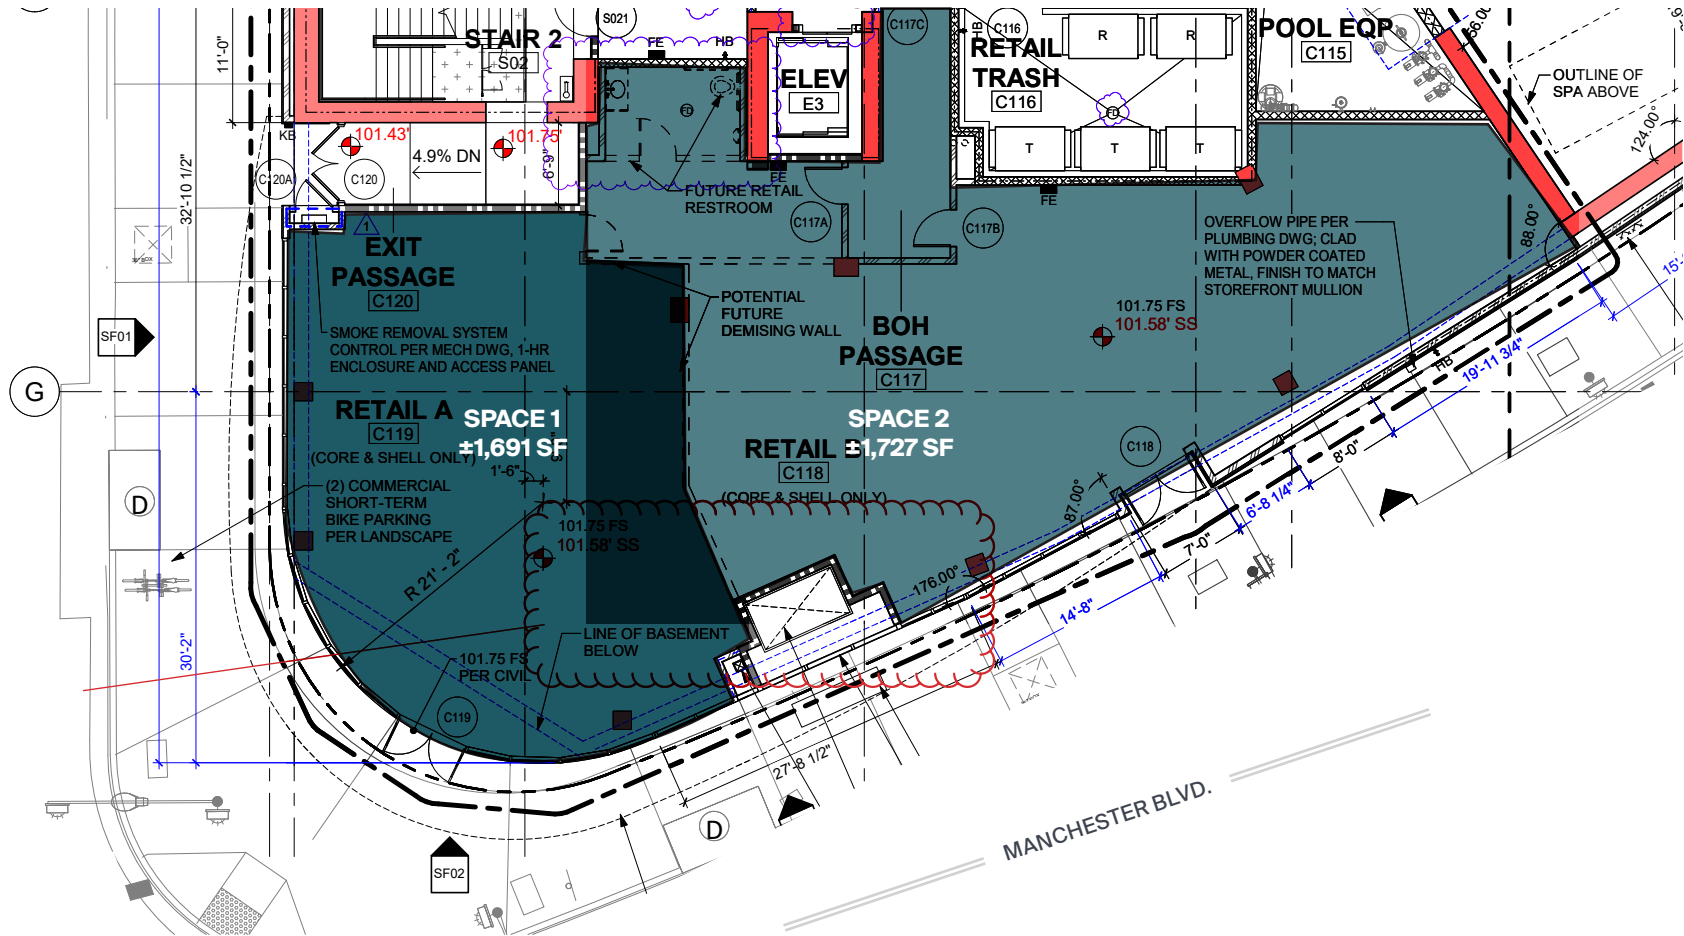 STAIR 2
S02
S021
C117C
C116
FE
HB
HB
R
R
RETAIL
TRASH
C116
POOL EQP
C115
OUTLINE OF
SPA ABOVE
124.00°
11'-0"
ELEV
E3
FD
FD
KB
101.43'
101.75'
4.9% DN
6'-9"
C120A
C120
T
T
T
FE
FE
FUTURE RETAIL
RESTROOM
C117A
C117B
32'-10 1/2"
1
EXIT
PASSAGE
C120
OVERFLOW PIPE PER
PLUMBING DWG; CLAD
WITH POWDER COATED
METAL, FINISH TO MATCH
STOREFRONT MULLION
88.00°
SF01
SMOKE REMOVAL SYSTEM
CONTROL PER MECH DWG, 1-HR
ENCLOSURE AND ACCESS PANEL
POTENTIAL
FUTURE
DEMISING WALL
BOH
PASSAGE
C117
101.75 FS
101.58' SS
19'-11 3/4"
HB
G
RETAIL A
C119
(CORE & SHELL ONLY)
SPACE 1
±1,691 SF
SPACE 2
±1,727 SF
RETAIL
C118
(CORE & SHELL ONLY)
1'-6"
C118
8'-0"
6'-8 1/4"
87.00°
7'-0"
D
(2) COMMERCIAL
SHORT-TERM
BIKE PARKING
PER LANDSCAPE
101.75 FS
101.58' SS
R 21' - 2"
176.00°
14'-8"
30'-2"
LINE OF BASEMENT
BELOW
101.75 FS
PER CIVIL
C119
27'-8 1/2"
D
SF02
MANCHESTER BLVD.